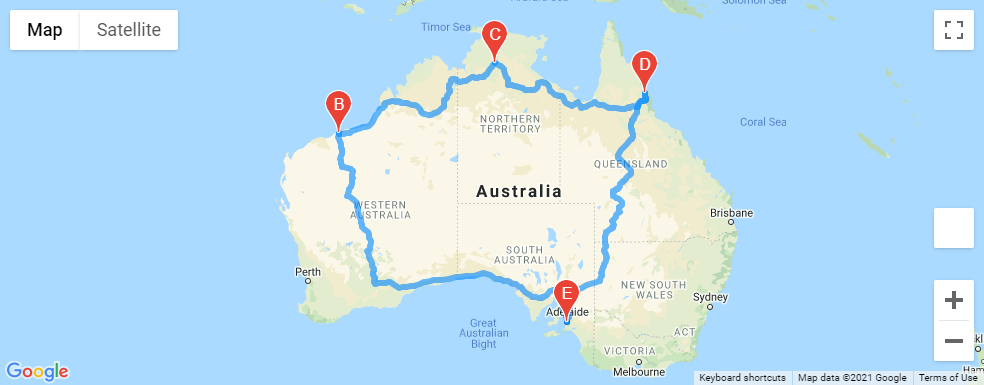 Map
Satellite
Timor Sea
Solomon Sea
C
D
B
Coral Sea
NORTHERN
TERRITORY
QUEENSLAND
Australia
WESTERN
AUSTRALIA
Brisbane
SOUTH
AUSTRALIA
Perth
E
NEW SOUTH
WALES
Sydney
Adelaide
Great
Australian
Bight
ACT
VICTORIA
Melbourne
Google
Keyboard shortcuts
Map data ©2021 Google
Terms of Use